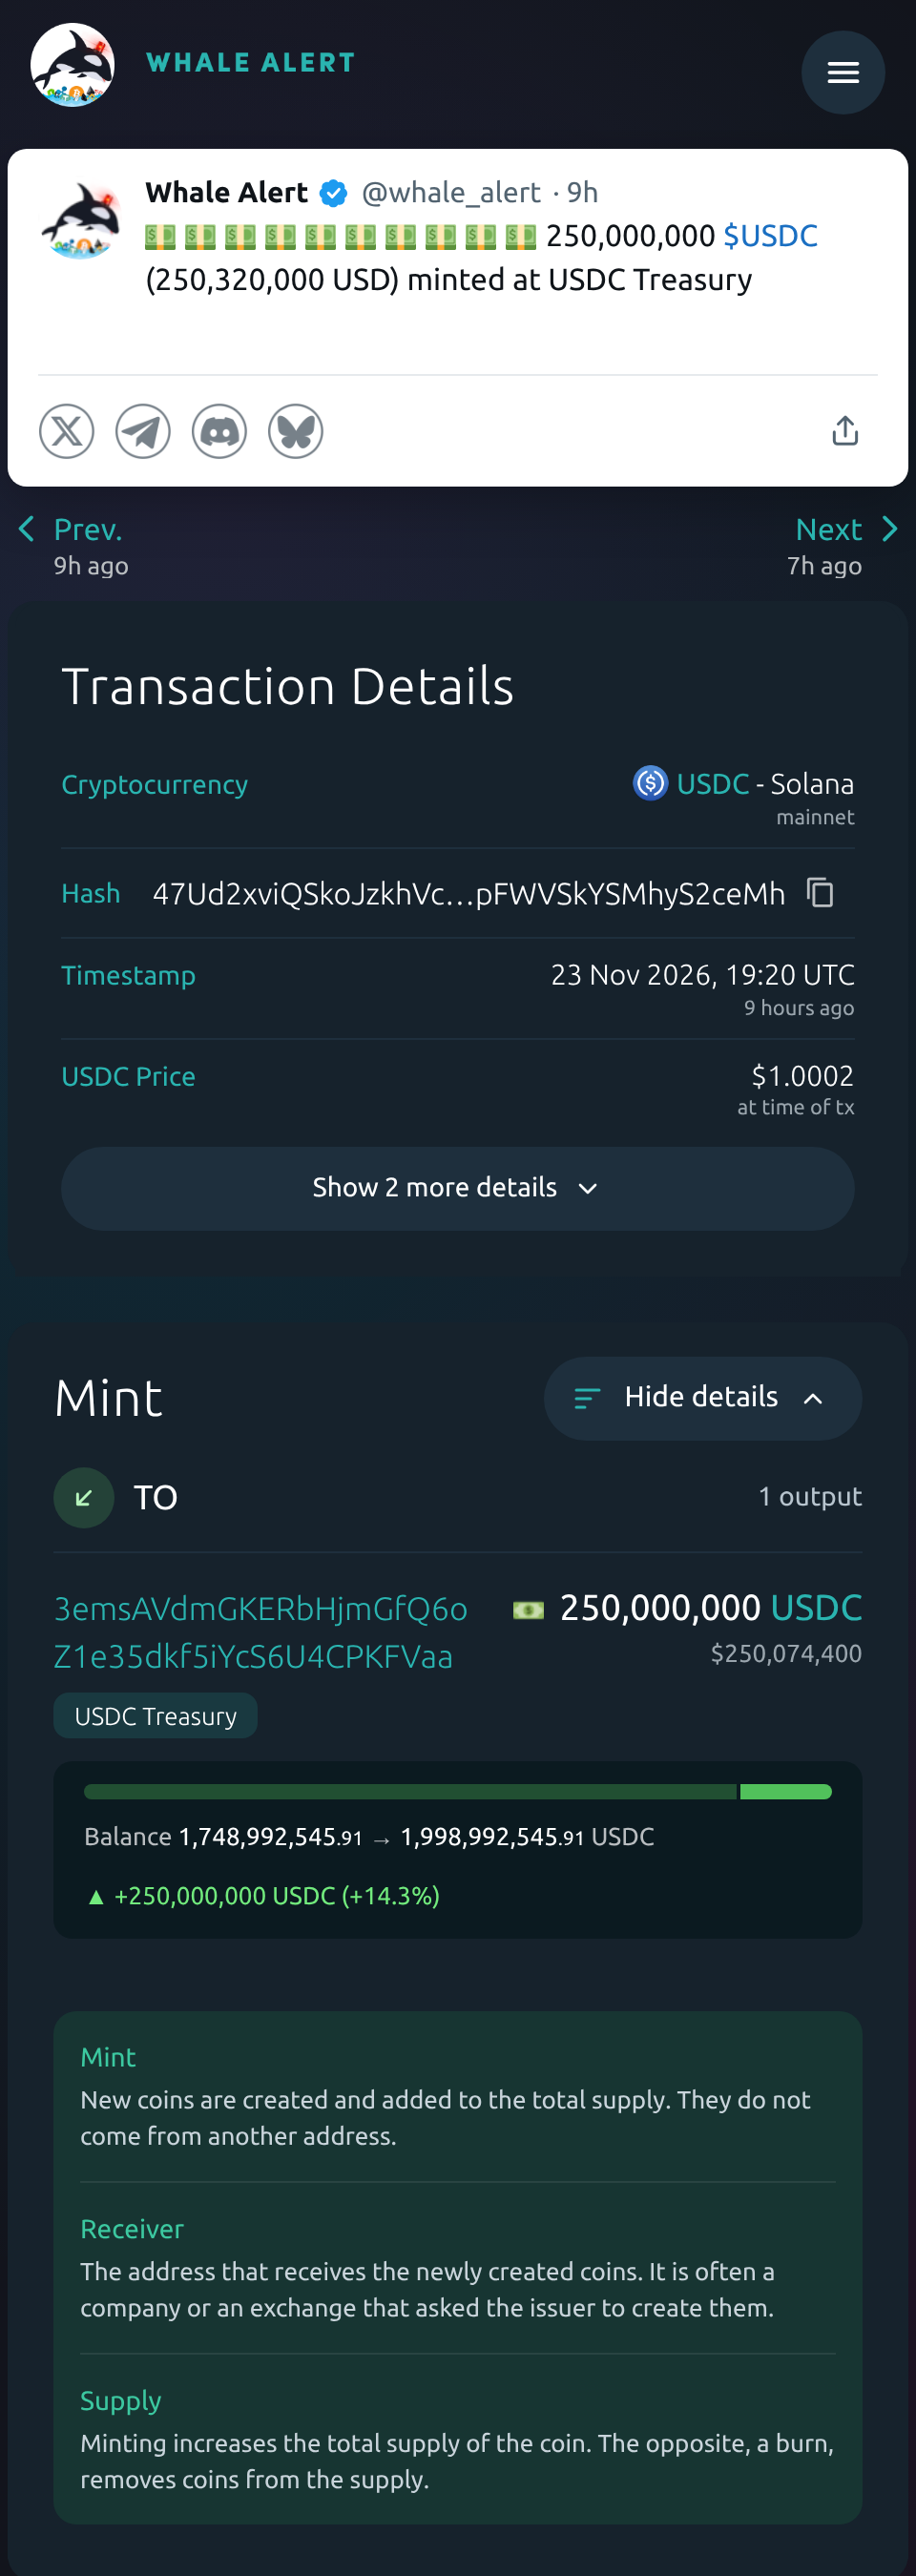 WHALE ALERT
Whale Alert @whale_alert · 9h
💵 💵 💵 💵 💵 💵 💵 💵 💵 💵 250,000,000 $USDC
(250,320,000 USD) minted at USDC Treasury
Prev.
9h ago
Next
7h ago
Transaction Details
Cryptocurrency
USDC - Solana
mainnet
Hash 47Ud2xviQSkoJzkhVc...pFWVSkYSMhyS2ceMh
Timestamp
23 Nov 2026, 19:20 UTC
9 hours ago
USDC Price
$1.0002
at time of tx
Show 2 more details
Mint
Hide details
TO
1 output
3emsAVdmGKERbHjmGfQ6o
Z1e35dkf5iYcS6U4CPKFVaa
💵 250,000,000 USDC
$250,074,400
USDC Treasury
Balance 1,748,992,545.91 → 1,998,992,545.91 USDC
▲ +250,000,000 USDC (+14.3%)
Mint
New coins are created and added to the total supply. They do not
come from another address.
Receiver
The address that receives the newly created coins. It is often a
company or an exchange that asked the issuer to create them.
Supply
Minting increases the total supply of the coin. The opposite, a burn,
removes coins from the supply.